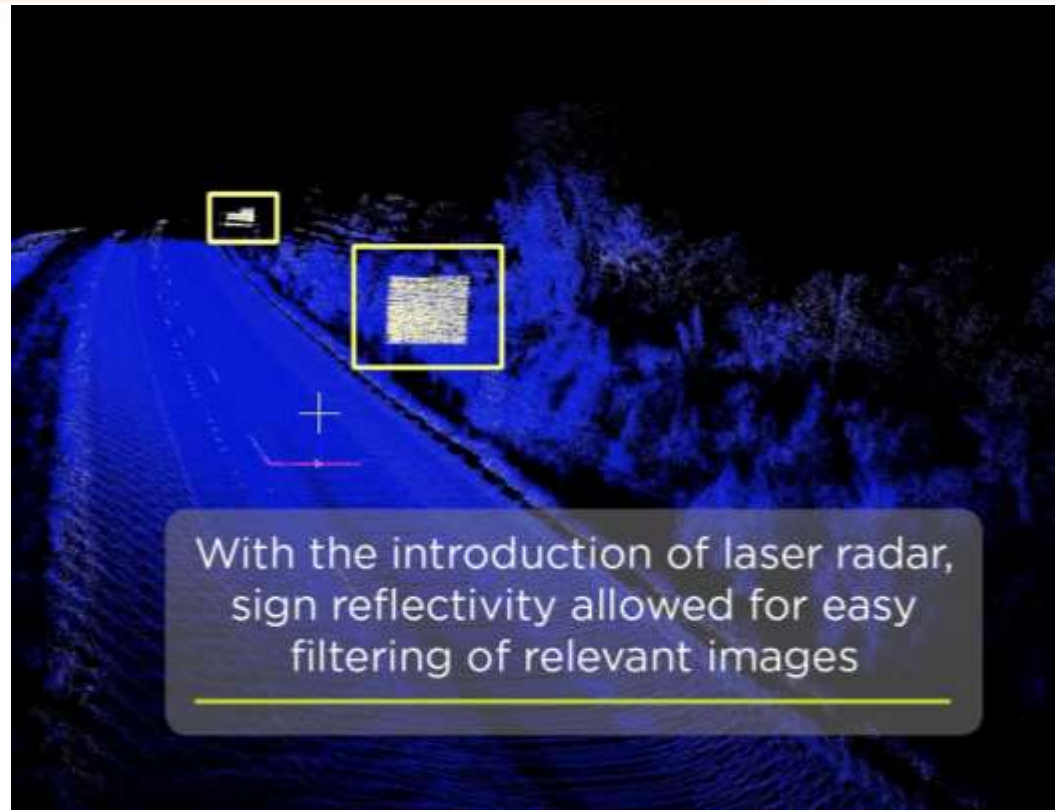 With the introduction of laser radar,
sign reflectivity allowed for easy
filtering of relevant images